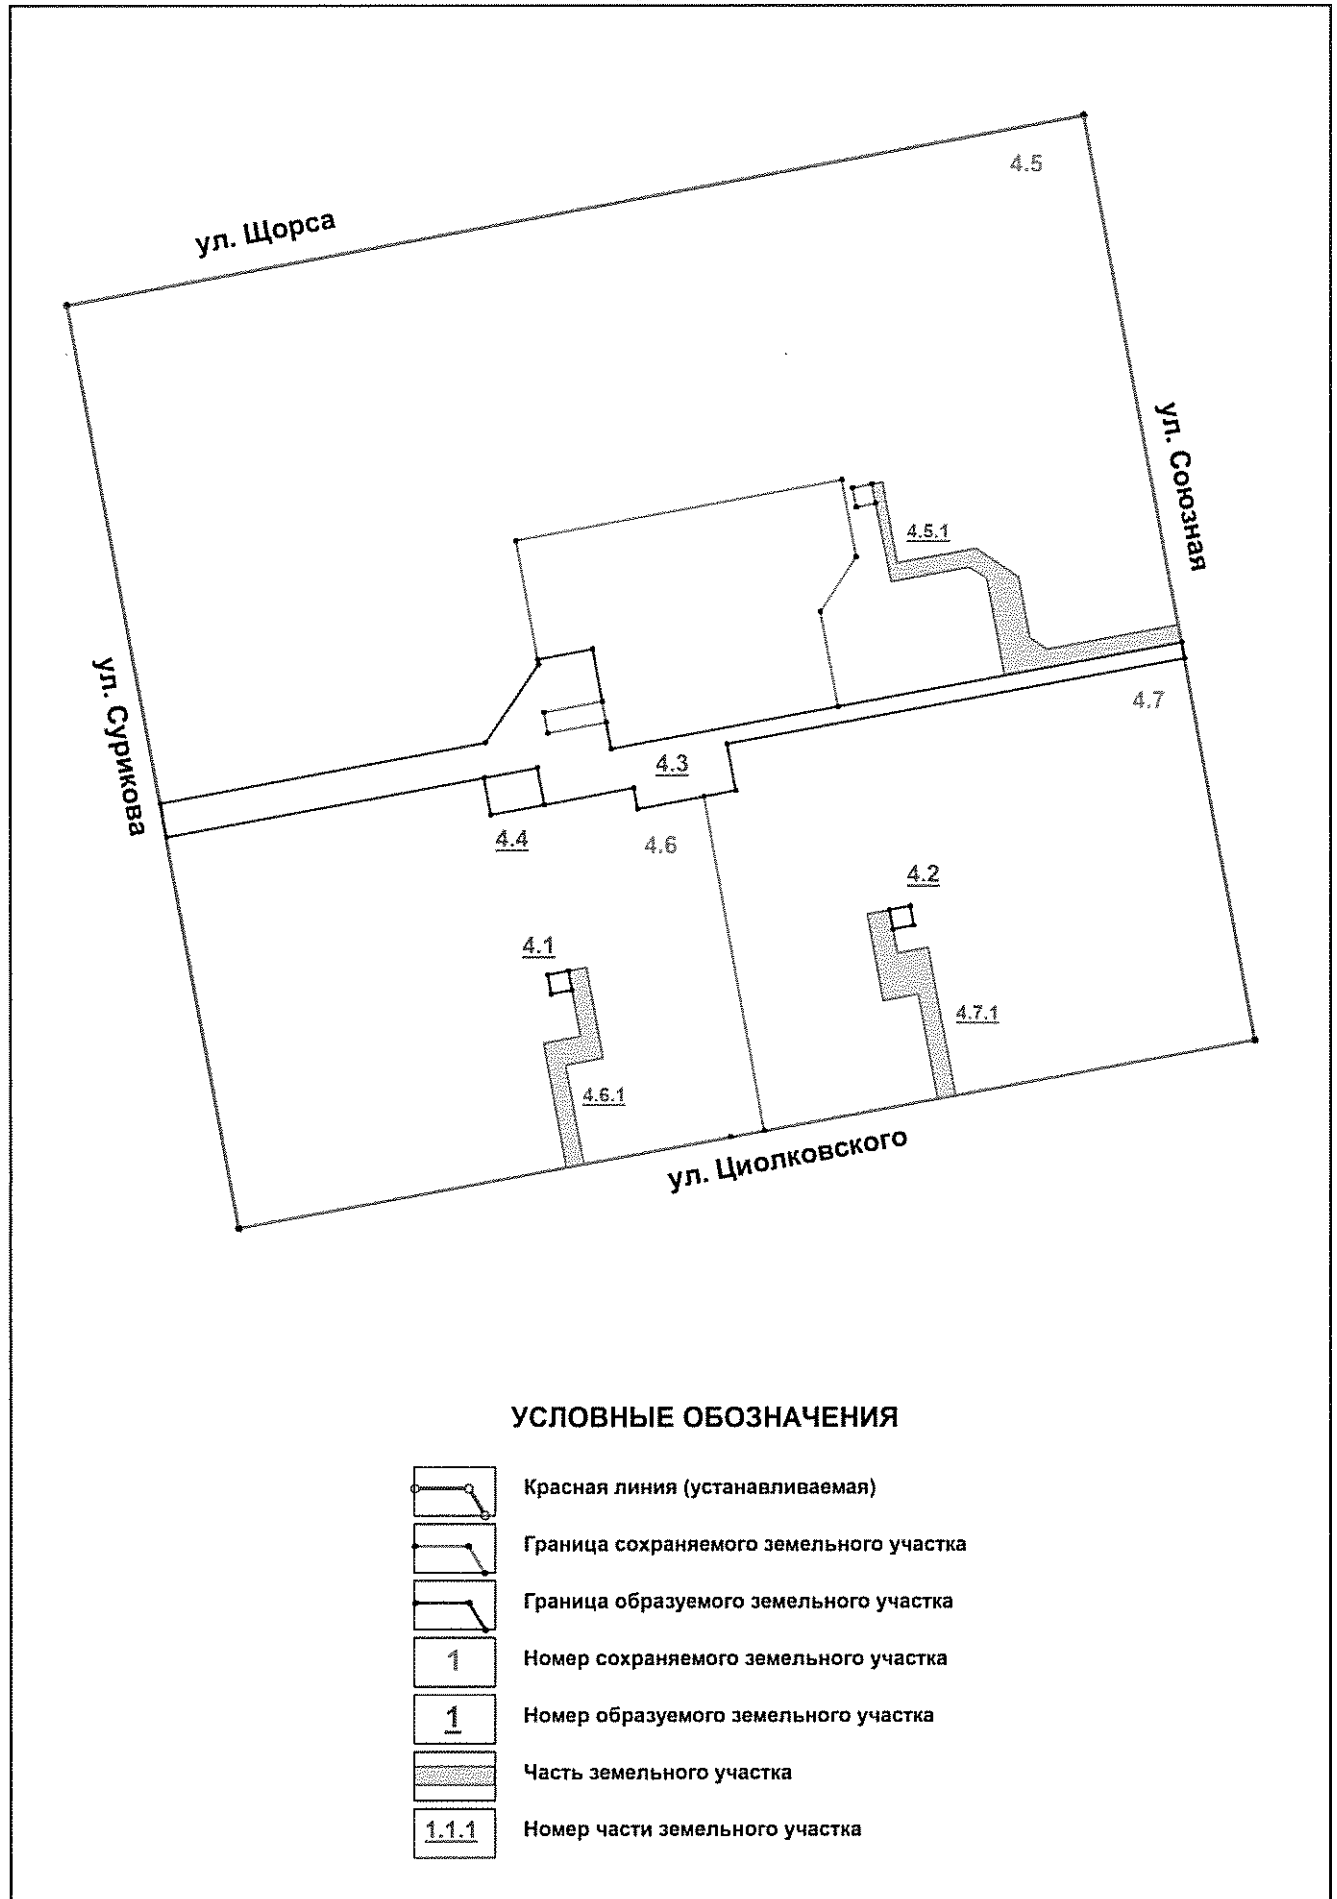 4.5
ул. Щорса
ул. Союзная
4.5.1
ул. Сурикова
4.7
4.3
4.4
4.6
4.2
4.1
4.7.1
4.6.1
ул. Циолковского
УСЛОВНЫЕ ОБОЗНАЧЕНИЯ
Красная линия (устанавливаемая)
Граница сохраняемого земельного участка
Граница образуемого земельного участка
1 Номер сохраняемого земельного участка
1 Номер образуемого земельного участка
Часть земельного участка
1.1.1 Номер части земельного участка